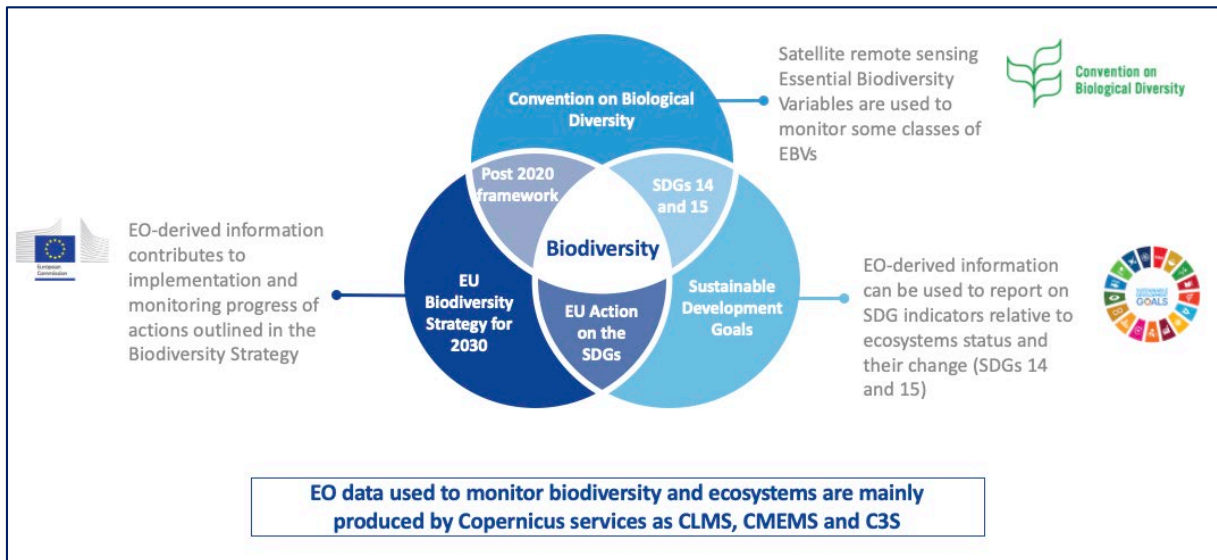 Convention on Biological
Diversity
Satellite remote sensing
Essential Biodiversity
Variables are used to
monitor some classes of
EBVs
Convention on
Biological Diversity
Post 2020
framework
SDGs 14
and 15
Biodiversity
European
Commission
EO-derived information
contributes to
implementation and
monitoring progress of
actions outlined in the
Biodiversity Strategy
EU
Biodiversity
Strategy for
2030
EU Action
on the
SDGs
Sustainable
Development
Goals
EO-derived information
can be used to report on
SDG indicators relative to
ecosystems status and
their change (SDGs 14
and 15)
SUSTAINABLE
DEVELOPMENT
GOALS
EO data used to monitor biodiversity and ecosystems are mainly
produced by Copernicus services as CLMS, CMEMS and C3S